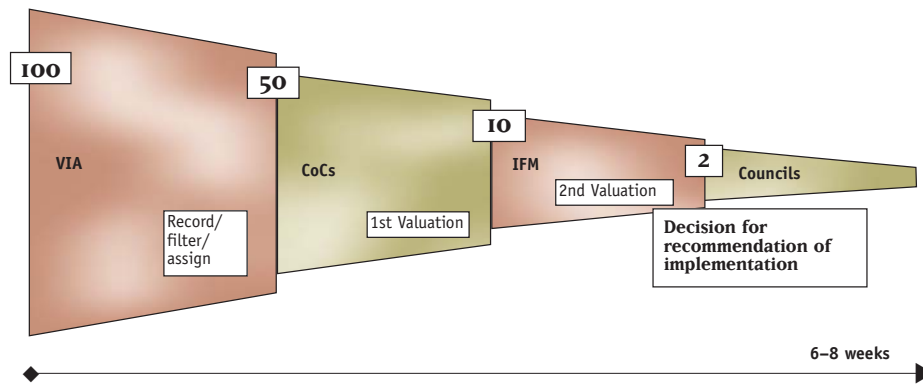 100
VIA
Record/
filter/
assign
50
CoCs
1st Valuation
10
IFM
2nd Valuation
2
Councils
Decision for
recommendation of
implementation
6–8 weeks